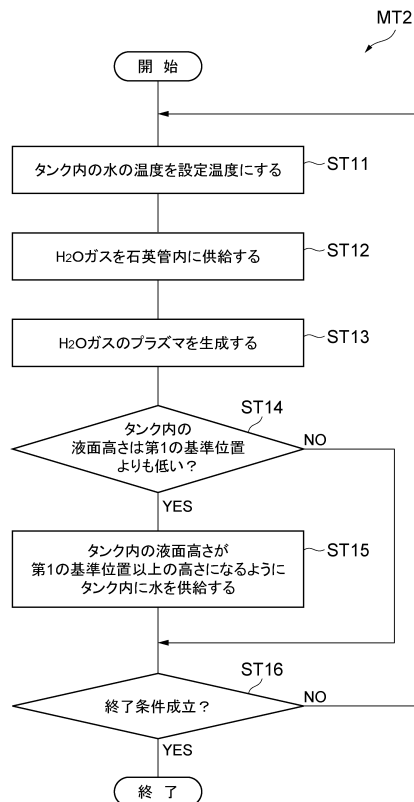 MT2
開 始
タンク内の水の温度を設定温度にする
ST11
H2Oガスを石英管内に供給する
ST12
H2Oガスのプラズマを生成する
ST13
ST14
タンク内の
液面高さは第1の基準位置
よりも低い？
NO
YES
タンク内の液面高さが
第1の基準位置以上の高さになるように
タンク内に水を供給する
ST15
ST16
終了条件成立？
NO
YES
終 了